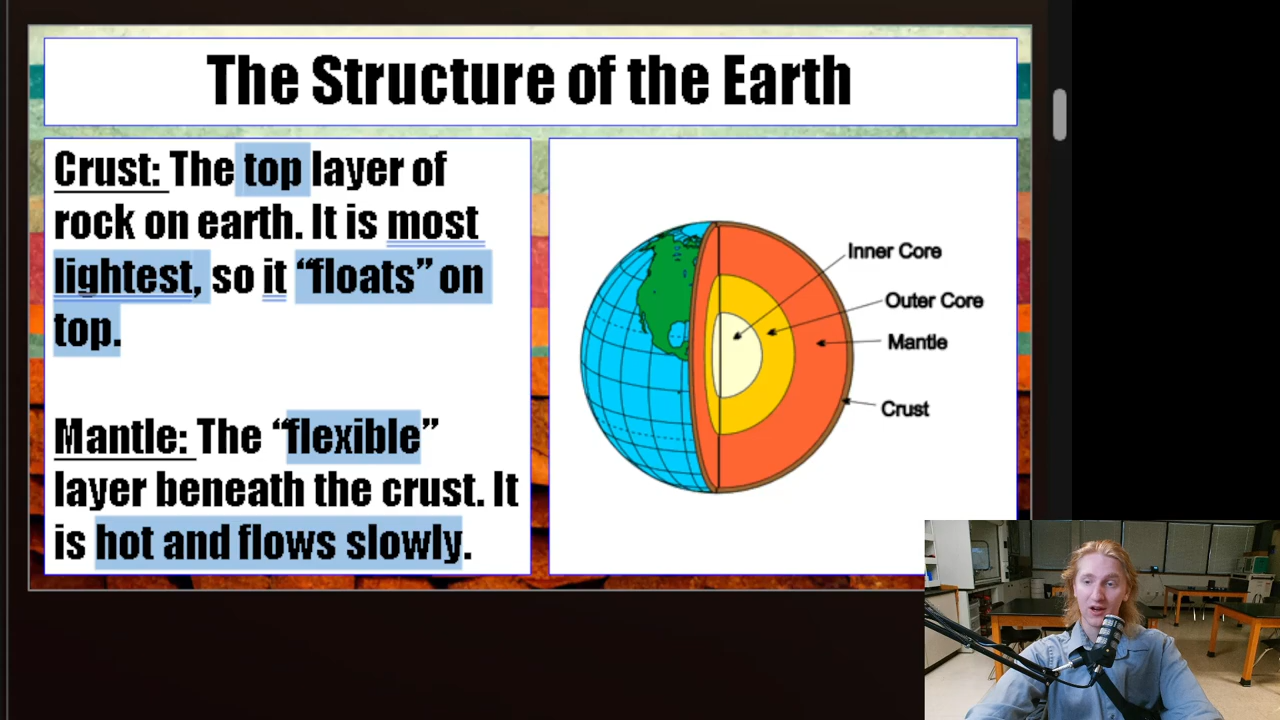 The Structure of the Earth
Crust: The top layer of
rock on earth. It is most
lightest, so it “floats” on
top.
Mantle: The “flexible”
layer beneath the crust. It
is hot and flows slowly.
Inner Core
Outer Core
Mantle
Crust